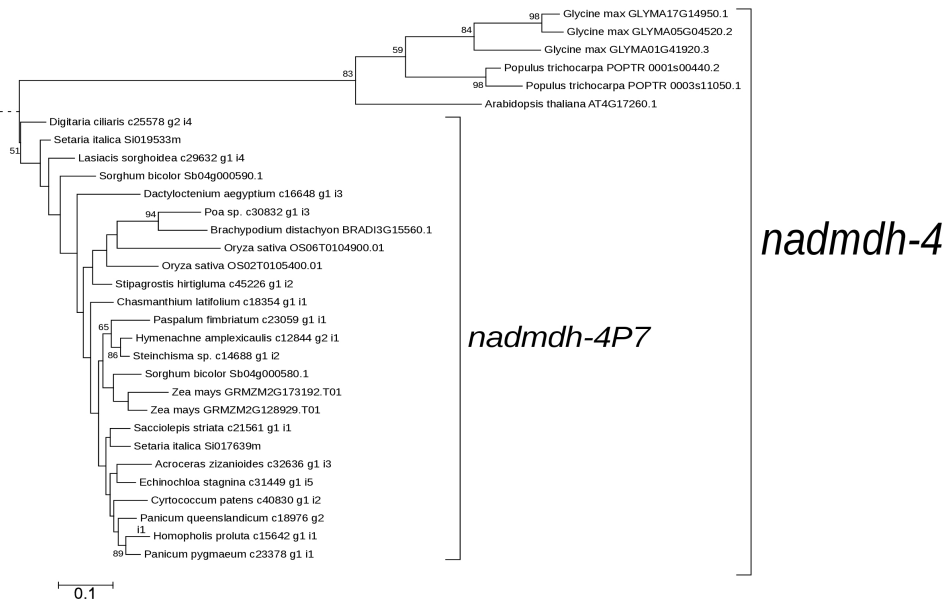 98
Glycine max GLYMA17G14950.1
84
Glycine max GLYMA05G04520.2
59
Glycine max GLYMA01G41920.3
83
Populus trichocarpa POPTR 0001s00440.2
98
Populus trichocarpa POPTR 0003s11050.1
Arabidopsis thaliana AT4G17260.1
51
Digitaria ciliaris c25578 g2 i4
Setaria italica Si019533m
Lasiacis sorghoidea c29632 g1 i4
Sorghum bicolor Sb04g000590.1
Dactyloctenium aegyptium c16648 g1 i3
94
Poa sp. c30832 g1 i3
Brachypodium distachyon BRADI3G15560.1
Oryza sativa OS06T0104900.01
Oryza sativa OS02T0105400.01
Stipagrostis hirtigluma c45226 g1 i2
Chasmanthium latifolium c18354 g1 i1
65
Paspalum fimbriatum c23059 g1 i1
Hymenachne amplexicaulis c12844 g2 i1
86
Steinchisma sp. c14688 g1 i2
Sorghum bicolor Sb04g000580.1
Zea mays GRMZM2G173192.T01
Zea mays GRMZM2G128929.T01
Sacciolepis striata c21561 g1 i1
Setaria italica Si017639m
Acroceras zizanioides c32636 g1 i3
Echinochloa stagnina c31449 g1 i5
Cyrtococcum patens c40830 g1 i2
Panicum queenslandicum c18976 g2
i1
Homopholis proluta c15642 g1 i1
89
Panicum pygmaeum c23378 g1 i1
nadmdh-4P7
nadmdh-4
0.1